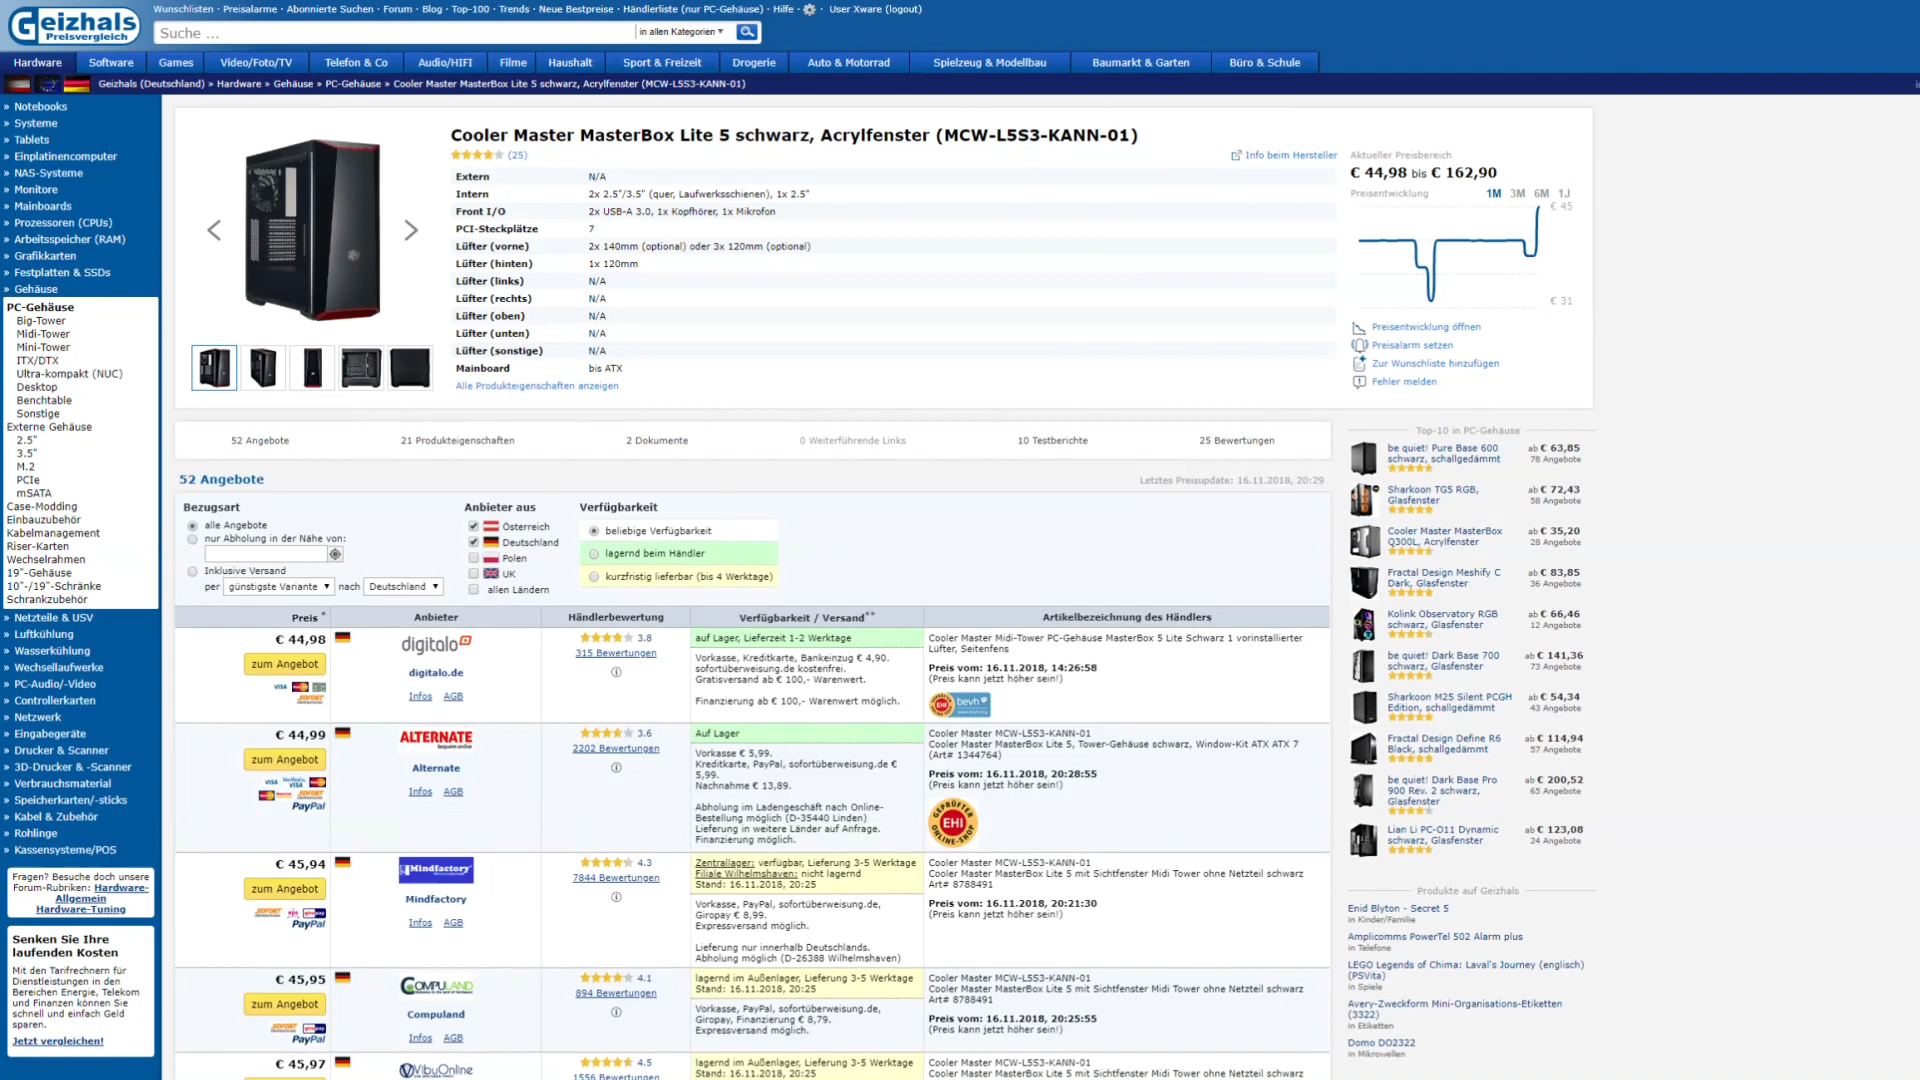 Geizhals
Preisvergleich
Wunschlisten · Preisalarme · Abonnierte Suchen · Forum · Blog · Top-100 · Trends · Neue Bestpreise · Händlerliste (nur PC-Gehäuse) · Hilfe · User Xware (logout)
Suche ...
in allen Kategorien
Hardware Software Games Video/Foto/TV Telefon & Co Audio/HIFI Filme Haushalt Sport & Freizeit Drogerie Auto & Motorrad Spielzeug & Modellbau Baumarkt & Garten Büro & Schule
Geizhals (Deutschland) » Hardware » Gehäuse » PC-Gehäuse » Cooler Master MasterBox Lite 5 schwarz, Acrylfenster (MCW-L5S3-KANN-01)
» Notebooks
» Systeme
» Tablets
» Einplatinencomputer
» NAS-Systeme
» Monitore
» Mainboards
» Prozessoren (CPUs)
» Arbeitsspeicher (RAM)
» Grafikkarten
» Festplatten & SSDs
» Gehäuse
PC-Gehäuse
Big-Tower
Midi-Tower
Mini-Tower
ITX/DTX
Ultra-kompakt (NUC)
Desktop
Benchtable
Sonstige
Externe Gehäuse
2.5"
3.5"
M.2
PCIe
mSATA
Case-Modding
Einbauzubehör
Kabelmanagement
Riser-Karten
Wechselrahmen
19"-Gehäuse
10"-/19"-Schränke
Schrankzubehör
» Netzteile & USV
» Luftkühlung
» Wasserkühlung
» Wechsellaufwerke
» PC-Audio/-Video
» Controllerkarten
» Netzwerk
» Eingabegeräte
» Drucker & Scanner
» 3D-Drucker & -Scanner
» Verbrauchsmaterial
» Speicherkarten/-sticks
» Kabel & Zubehör
» Rohlinge
» Kassensysteme/POS
Fragen? Besuche doch unsere
Forum-Rubriken: Hardware-
Allgemein
Hardware-Tuning
Senken Sie Ihre
laufenden Kosten
Mit den Tarifrechnern für
Dienstleistungen in den
Bereichen Energie, Telekom
und Finanzen können Sie
schnell und einfach Geld
sparen.
Jetzt vergleichen!
Cooler Master MasterBox Lite 5 schwarz, Acrylfenster (MCW-L5S3-KANN-01)
(25)
Info beim Hersteller
Extern N/A
Intern 2x 2.5"/3.5" (quer, Laufwerksschienen), 1x 2.5"
Front I/O 2x USB-A 3.0, 1x Kopfhörer, 1x Mikrofon
PCI-Steckplätze 7
Lüfter (vorne) 2x 140mm (optional) oder 3x 120mm (optional)
Lüfter (hinten) 1x 120mm
Lüfter (links) N/A
Lüfter (rechts) N/A
Lüfter (oben) N/A
Lüfter (unten) N/A
Lüfter (sonstige) N/A
Mainboard bis ATX
Alle Produkteigenschaften anzeigen
Aktueller Preisbereich
€ 44,98 bis € 162,90
Preisentwicklung 1M 3M 6M 1J
€ 45
€ 31
Preisentwicklung öffnen
Preisalarm setzen
Zur Wunschliste hinzufügen
Fehler melden
52 Angebote 21 Produkteigenschaften 2 Dokumente 0 Weiterführende Links 10 Testberichte 25 Bewertungen
52 Angebote
Letztes Preisupdate: 16.11.2018, 20:29
Bezugsart
alle Angebote
nur Abholung in der Nähe von:
Inklusive Versand
per günstigste Variante nach Deutschland
Anbieter aus
Österreich
Deutschland
Polen
UK
allen Ländern
Verfügbarkeit
beliebige Verfügbarkeit
lagernd beim Händler
kurzfristig lieferbar (bis 4 Werktage)
Preis * Anbieter Händlerbewertung Verfügbarkeit / Versand** Artikelbezeichnung des Händlers
€ 44,98
zum Angebot
VISA
SOFORT
digitalo
digitalo.de
Infos AGB
3.8
315 Bewertungen
auf Lager, Lieferzeit 1-2 Werktage
Vorkasse, Kreditkarte, Bankeinzug € 4,90.
sofortüberweisung.de kostenfrei.
Gratisversand ab € 100,- Warenwert.
Finanzierung ab € 100,- Warenwert möglich.
Cooler Master Midi-Tower PC-Gehäuse MasterBox 5 Lite Schwarz 1 vorinstallierter
Lüfter, Seitenfens
Preis vom: 16.11.2018, 14:26:58
(Preis kann jetzt höher sein!)
EHI bevh
€ 44,99
zum Angebot
VISA
SOFORT
PayPal
ALTERNATE
Alternate
Infos AGB
3.6
2202 Bewertungen
Auf Lager
Vorkasse € 5,99.
Kreditkarte, PayPal, sofortüberweisung.de €
5,99.
Nachnahme € 13,89.
Abholung im Ladengeschäft nach Online-
Bestellung möglich (D-35440 Linden)
Lieferung in weitere Länder auf Anfrage.
Finanzierung möglich.
Cooler Master MCW-L5S3-KANN-01
Cooler Master MasterBox Lite 5, Tower-Gehäuse schwarz, Window-Kit ATX ATX 7
(Art# 1344764)
Preis vom: 16.11.2018, 20:28:55
(Preis kann jetzt höher sein!)
GEPRÜFTER
EHI
ONLINE-SHOP
€ 45,94
zum Angebot
SOFORT eps giropay
PayPal
Mindfactory
Mindfactory
Infos AGB
4.3
7844 Bewertungen
Zentrallager: verfügbar, Lieferung 3-5 Werktage
Filiale Wilhelmshaven: nicht lagernd
Stand: 16.11.2018, 20:25
Vorkasse, PayPal, sofortüberweisung.de,
Giropay € 8,99.
Expressversand möglich.
Lieferung nur innerhalb Deutschlands.
Abholung möglich (D-26388 Wilhelmshaven)
Cooler Master MCW-L5S3-KANN-01
Cooler Master MasterBox Lite 5 mit Sichtfenster Midi Tower ohne Netzteil schwarz
Art# 8788491
Preis vom: 16.11.2018, 20:21:30
(Preis kann jetzt höher sein!)
€ 45,95
zum Angebot
SOFORT giropay
PayPal
COMPULAND
Compuland
Infos AGB
4.1
894 Bewertungen
lagernd im Außenlager, Lieferung 3-5 Werktage
Stand: 16.11.2018, 20:25
Vorkasse, PayPal, sofortüberweisung.de,
Giropay, Finanzierung € 8,79.
Expressversand möglich.
Cooler Master MCW-L5S3-KANN-01
Cooler Master MasterBox Lite 5 mit Sichtfenster Midi Tower ohne Netzteil schwarz
Art# 8788491
Preis vom: 16.11.2018, 20:25:55
(Preis kann jetzt höher sein!)
€ 45,97
zum Angebot
VibuOnline
4.5
1556 Bewertungen
lagernd im Außenlager, Lieferung 3-5 Werktage
Stand: 16.11.2018, 20:25
Cooler Master MCW-L5S3-KANN-01
Cooler Master MasterBox Lite 5 mit Sichtfenster Midi Tower ohne Netzteil schwarz
Top-10 in PC-Gehäuse
be quiet! Pure Base 600 ab € 63,85
schwarz, schallgedämmt 78 Angebote
Sharkoon TG5 RGB, ab € 72,43
Glasfenster 58 Angebote
Cooler Master MasterBox ab € 35,20
Q300L, Acrylfenster 28 Angebote
Fractal Design Meshify C ab € 83,85
Dark, Glasfenster 36 Angebote
Kolink Observatory RGB ab € 66,46
schwarz, Glasfenster 12 Angebote
be quiet! Dark Base 700 ab € 141,36
schwarz, Glasfenster 73 Angebote
Sharkoon M25 Silent PCGH ab € 54,34
Edition, schallgedämmt 43 Angebote
Fractal Design Define R6 ab € 114,94
Black, schallgedämmt 57 Angebote
be quiet! Dark Base Pro ab € 200,52
900 Rev. 2 schwarz, 65 Angebote
Glasfenster
Lian Li PC-O11 Dynamic ab € 123,08
schwarz, Glasfenster 24 Angebote
Produkte auf Geizhals
Enid Blyton - Secret 5
in Kinder/Familie
Amplicomms PowerTel 502 Alarm plus
in Telefone
LEGO Legends of China: Laval's Journey (englisch)
(PSVita)
in Spiele
Avery-Zweckform Mini-Organisations-Etiketten
(3322)
in Etiketten
Domo DO2322
in Mikrowellen